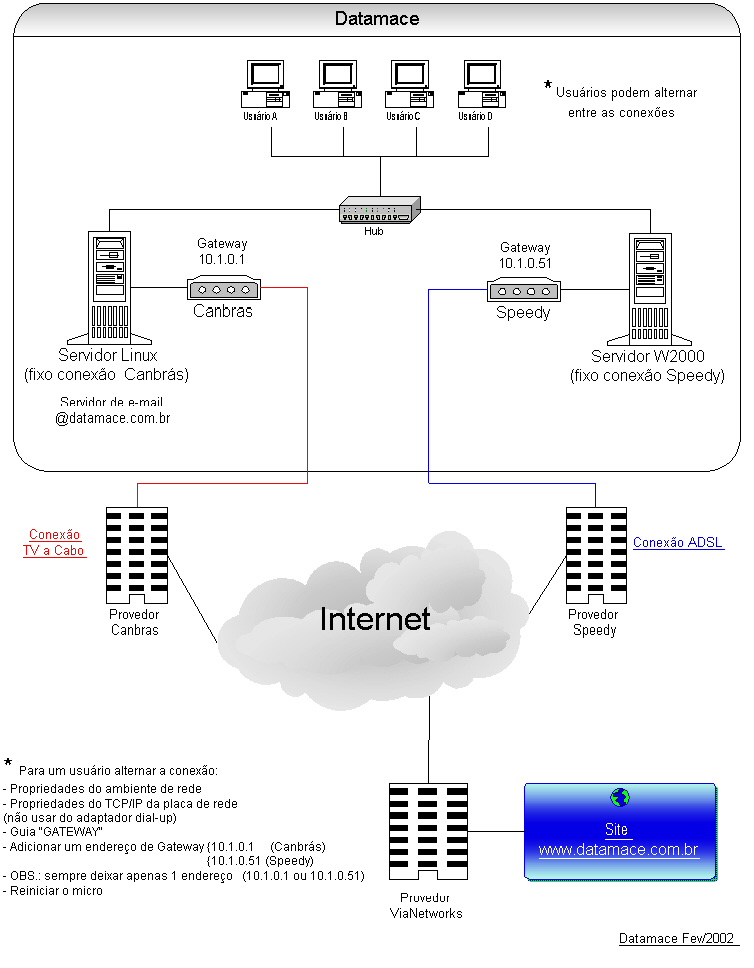 Datamace
* Usuários podem alternar
entre as conexões
Usuário A
Usuário B
Usuário C
Usuário D
Hub
Gateway
10.1.0.1
Canbras
Gateway
10.1.0.51
Speedy
Servidor Linux
(fixo conexão Canbrás)
Servidor de e-mail
@datamace.com.br
Servidor W2000
(fixo conexão Speedy)
Conexão
TV a Cabo
Provedor
Canbras
Internet
Conexão ADSL
Provedor
Speedy
* Para um usuário alternar a conexão:
- Propriedades do ambiente de rede
- Propriedades do TCP/IP da placa de rede
(não usar do adaptador dial-up)
- Guia "GATEWAY"
- Adicionar um endereço de Gateway {10.1.0.1 (Canbrás)
{10.1.0.51 (Speedy)
- OBS.: sempre deixar apenas 1 endereço (10.1.0.1 ou 10.1.0.51)
- Reiniciar o micro
Provedor
ViaNetworks
Site
www.datamace.com.br
Datamace Fev/2002